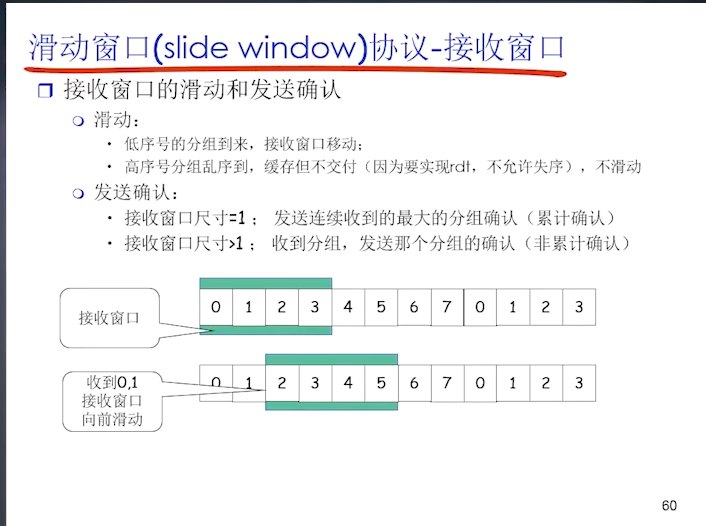 滑动窗口(slide window)协议-接收窗口
接收窗口的滑动和发送确认
滑动：
低序号的分组到来，接收窗口移动；
高序号分组乱序到，缓存但不交付（因为要实现rdt，不允许失序），不滑动
发送确认：
接收窗口尺寸=1； 发送连续收到的最大的分组确认（累计确认）
接收窗口尺寸>1； 收到分组，发送那个分组的确认（非累计确认）
接收窗口
0 1 2 3 4 5 6 7 0 1 2 3
收到0,1
接收窗口
向前滑动
0 1 2 3 4 5 6 7 0 1 2 3
60